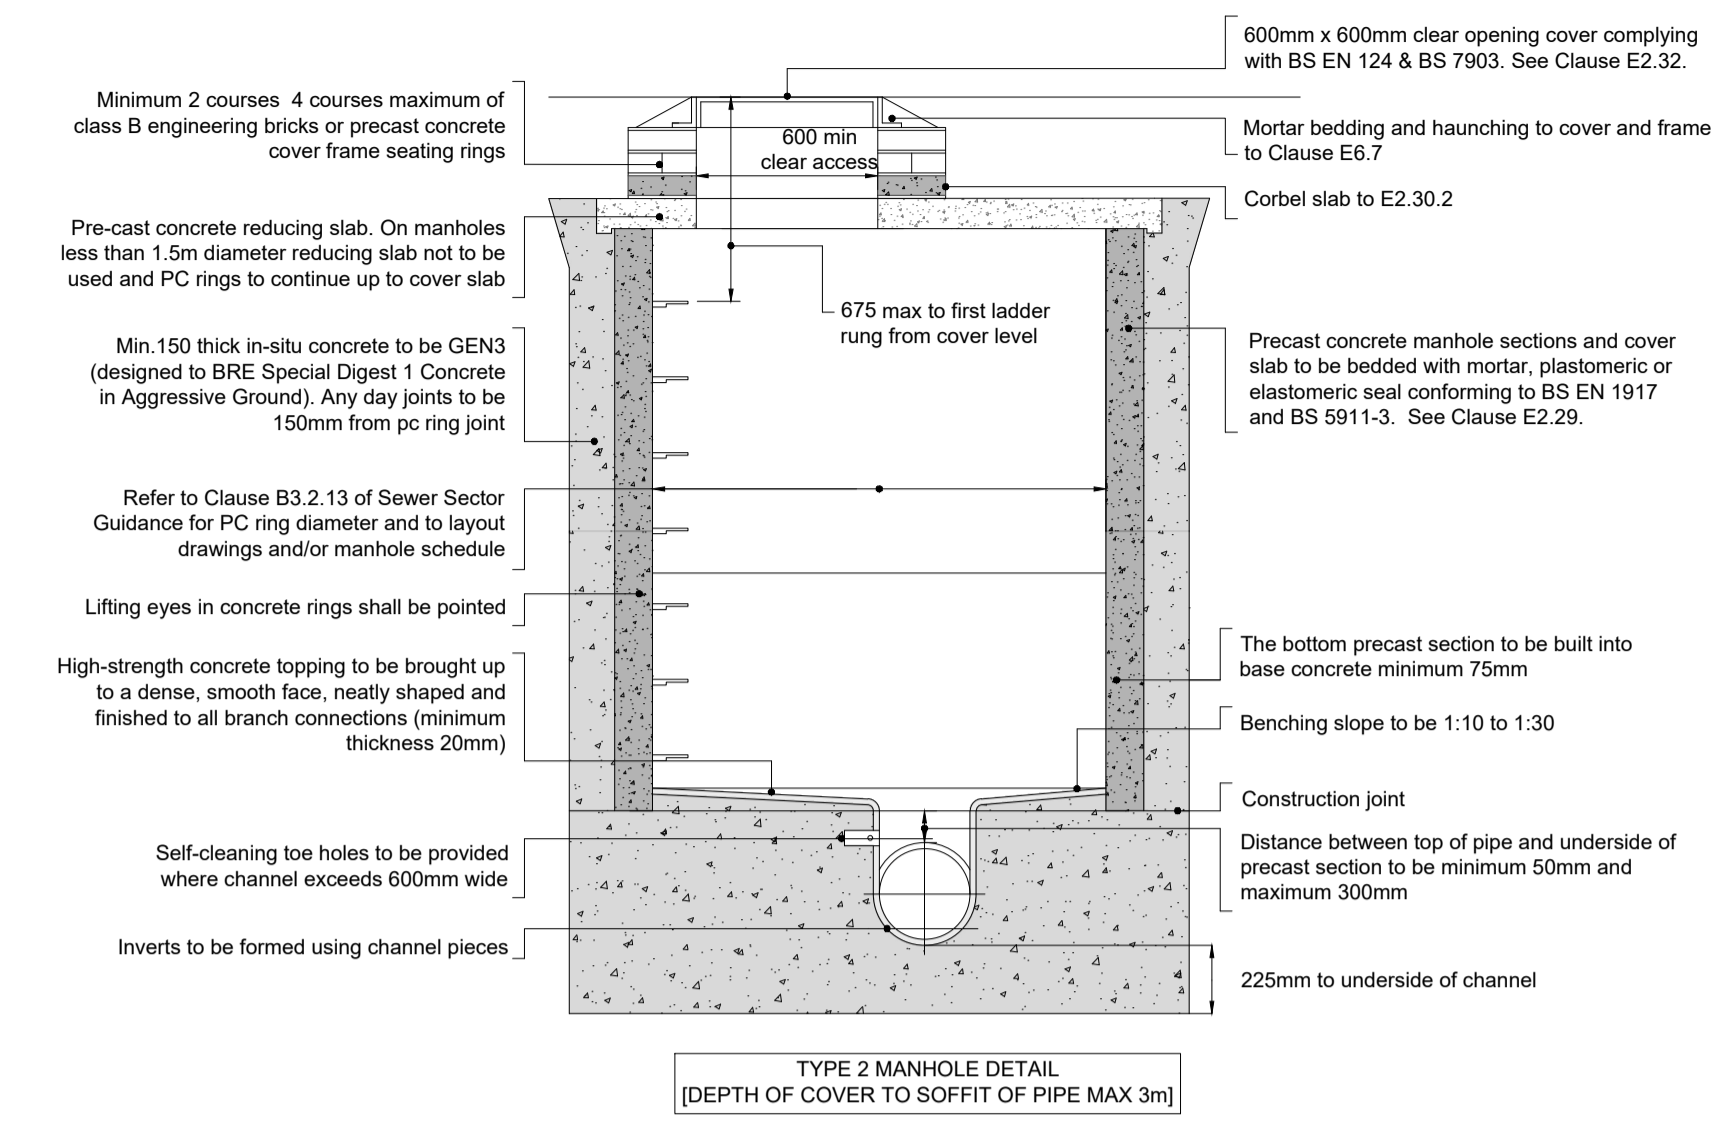 600mm x 600mm clear opening cover complying
with BS EN 124 & BS 7903. See Clause E2.32.
Minimum 2 courses  4 courses maximum of
class B engineering bricks or precast concrete
cover frame seating rings
600 min
clear access
Mortar bedding and haunching to cover and frame
to Clause E6.7
Corbel slab to E2.30.2
Pre-cast concrete reducing slab. On manholes
less than 1.5m diameter reducing slab not to be
used and PC rings to continue up to cover slab
675 max to first ladder
rung from cover level
Min.150 thick in-situ concrete to be GEN3
(designed to BRE Special Digest 1 Concrete
in Aggressive Ground). Any day joints to be
150mm from pc ring joint
Precast concrete manhole sections and cover
slab to be bedded with mortar, plastomeric or
elastomeric seal conforming to BS EN 1917
and BS 5911-3.  See Clause E2.29.
Refer to Clause B3.2.13 of Sewer Sector
Guidance for PC ring diameter and to layout
drawings and/or manhole schedule
Lifting eyes in concrete rings shall be pointed
The bottom precast section to be built into
base concrete minimum 75mm
High-strength concrete topping to be brought up
to a dense, smooth face, neatly shaped and
finished to all branch connections (minimum
thickness 20mm)
Benching slope to be 1:10 to 1:30
Construction joint
Self-cleaning toe holes to be provided
where channel exceeds 600mm wide
Distance between top of pipe and underside of
precast section to be minimum 50mm and
maximum 300mm
Inverts to be formed using channel pieces
225mm to underside of channel
TYPE 2 MANHOLE DETAIL
[DEPTH OF COVER TO SOFFIT OF PIPE MAX 3m]